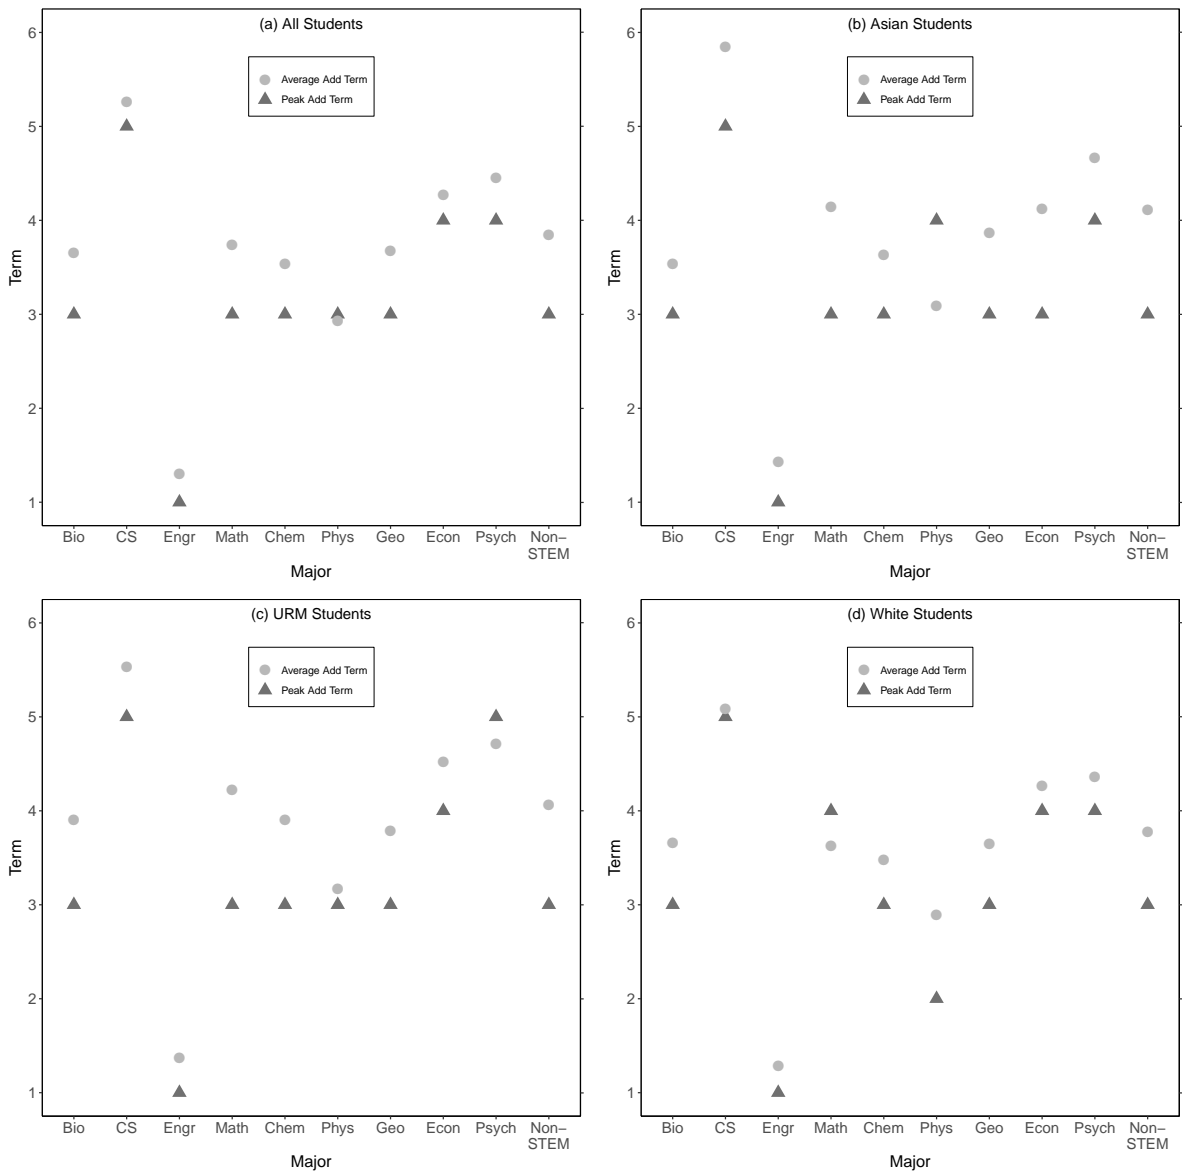 (a) All Students
6
5
4
3
2
1
Term
Average Add Term
Peak Add Term
Bio CS Engr Math Chem Phys Geo Econ Psych Non–
STEM
Major
(b) Asian Students
6
5
4
3
2
1
Term
Average Add Term
Peak Add Term
Bio CS Engr Math Chem Phys Geo Econ Psych Non–
STEM
Major
(c) URM Students
6
5
4
3
2
1
Term
Average Add Term
Peak Add Term
Bio CS Engr Math Chem Phys Geo Econ Psych Non–
STEM
Major
(d) White Students
6
5
4
3
2
1
Term
Average Add Term
Peak Add Term
Bio CS Engr Math Chem Phys Geo Econ Psych Non–
STEM
Major